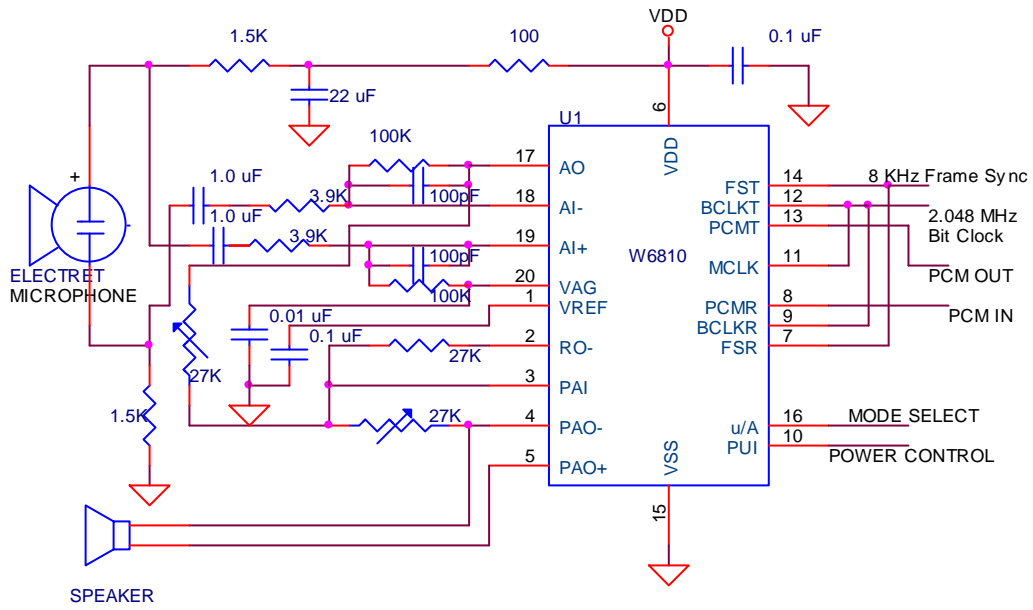 VDD
1.5K
100
0.1 uF
22 uF
6
U1
100K
VDD
17
AO
14
FST
8 KHz Frame Sync
1.0 uF
3.9K
100pF
18
AI-
12
BCLKT
+
1.0 uF
13
PCMT
2.048 MHz
Bit Clock
3.9K
19
AI+
W6810
-
100pF
11
MCLK
ELECTRET
MICROPHONE
20
VAG
PCM OUT
100K
1
VREF
8
PCMR
PCM IN
0.01 uF
9
BCLKR
0.1 uF
2
RO-
7
FSR
27K
27K
3
PAI
1.5K
27K
4
PAO-
16
u/A
MODE SELECT
10
PUI
POWER CONTROL
5
PAO+
VSS
15
SPEAKER